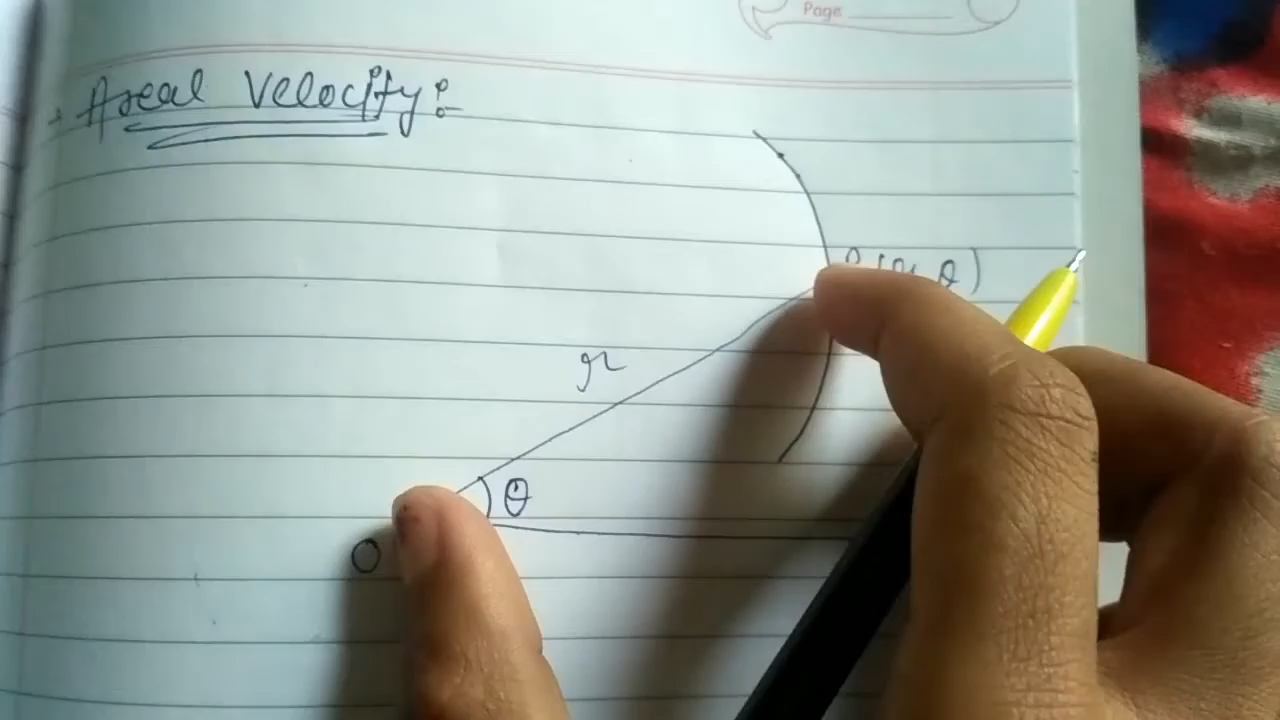 Page
Areal Velocity:-
θ)
r
θ
O